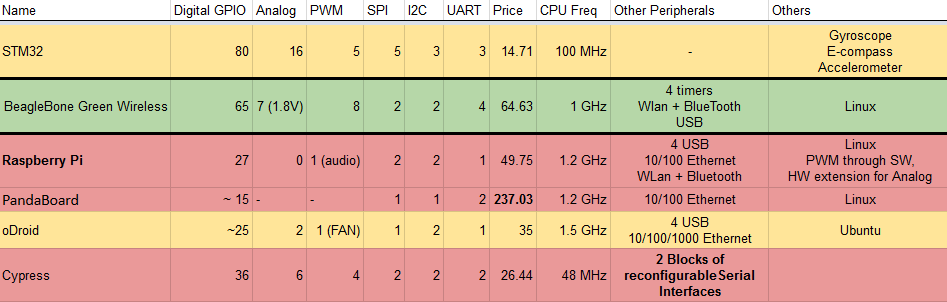 Name Digital GPIO Analog PWM SPI I2C UART Price CPU Freq Other Peripherals Others
STM32 80 16 5 5 3 3 14.71 100 MHz - Gyroscope
E-compass
Accelerometer
BeagleBone Green Wireless 65 7 (1.8V) 8 2 2 4 64.63 1 GHz 4 timers
Wlan + BlueTooth
USB
Linux
Raspberry Pi 27 0 1 (audio) 2 2 1 49.75 1.2 GHz 4 USB
10/100 Ethernet
WLan + Bluetooth
Linux
PWM through SW,
HW extension for Analog
PandaBoard ~ 15 - - 1 1 2 237.03 1.2 GHz 10/100 Ethernet Linux
oDroid ~25 2 1 (FAN) 1 2 1 35 1.5 GHz 4 USB
10/100/1000 Ethernet
Ubuntu
Cypress 36 6 4 2 2 2 26.44 48 MHz 2 Blocks of
reconfigurable Serial
Interfaces